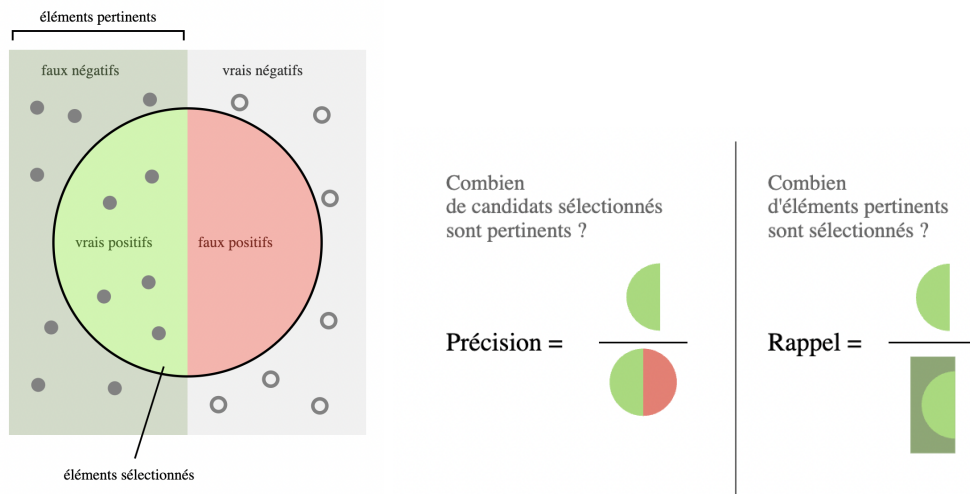 éléments pertinents
faux négatifs
vrais négatifs
vrais positifs
faux positifs
éléments sélectionnés
Combien
de candidats sélectionnés
sont pertinents ?
Précision =
Combien
d'éléments pertinents
sont sélectionnés ?
Rappel =